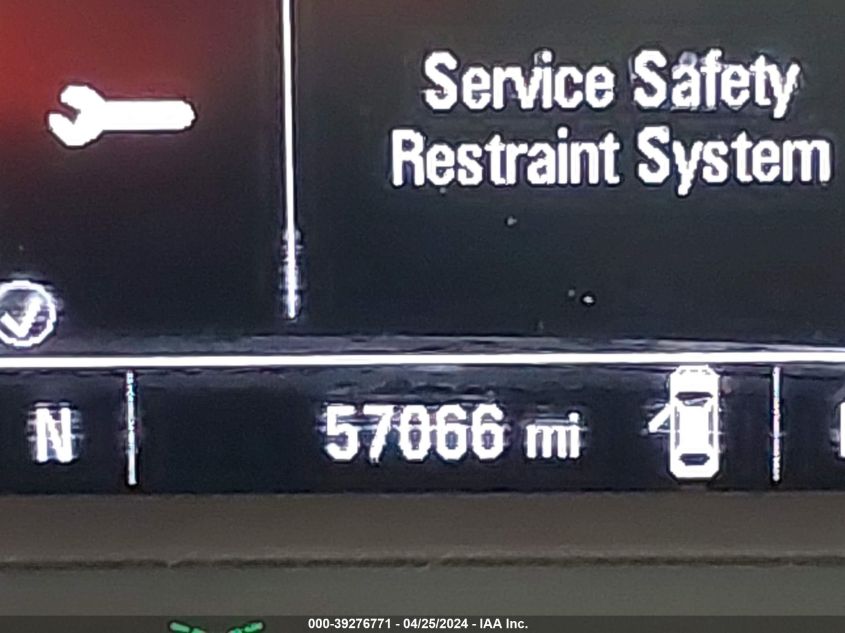 Service Safety
Restraint System
N
57066 mi
000-39276771 - 04/25/2024 - IAA Inc.